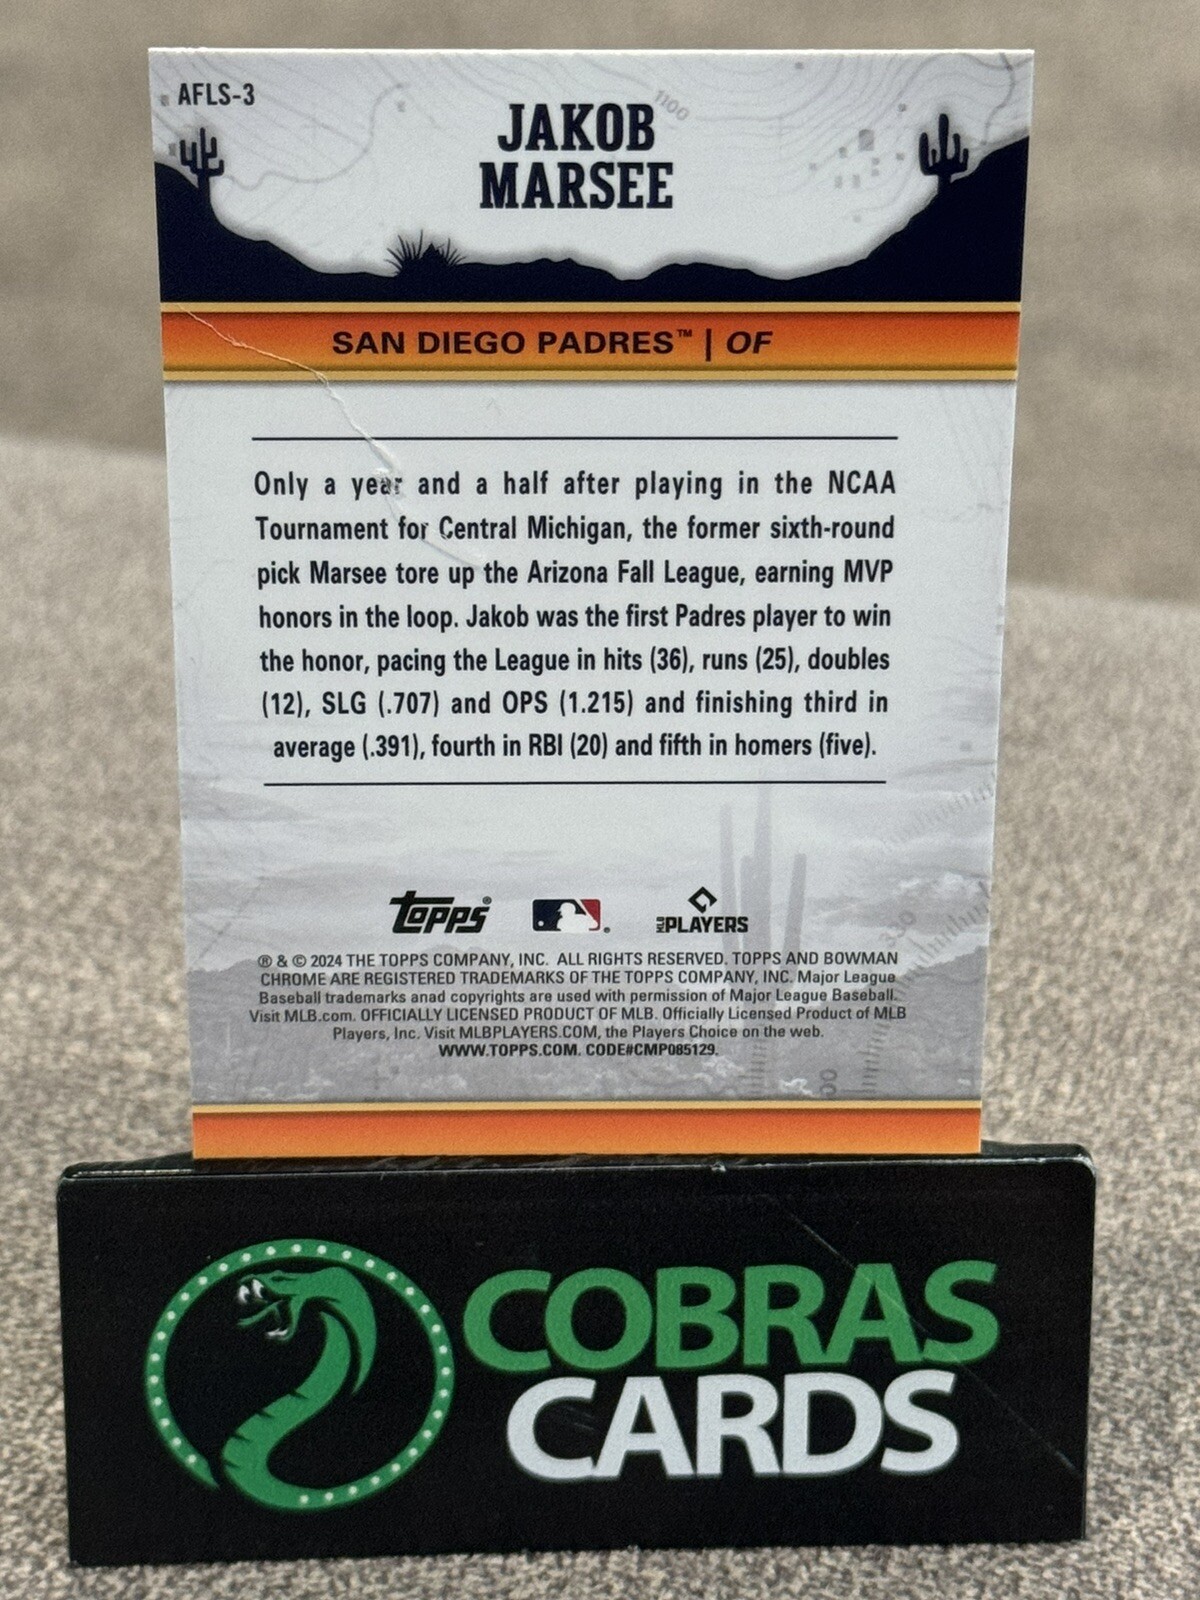 AFLS-3
1100
JAKOB
MARSEE
SAN DIEGO PADRES™ | OF
Only a year and a half after playing in the NCAA
Tournament for Central Michigan, the former sixth-round
pick Marsee tore up the Arizona Fall League, earning MVP
honors in the loop. Jakob was the first Padres player to win
the honor, pacing the League in hits (36), runs (25), doubles
(12), SLG (.707) and OPS (1.215) and finishing third in
average (.391), fourth in RBI (20) and fifth in homers (five).
topps® ® MLB PLAYERS
® & © 2024 THE TOPPS COMPANY, INC. ALL RIGHTS RESERVED. TOPPS AND BOWMAN
CHROME ARE REGISTERED TRADEMARKS OF THE TOPPS COMPANY, INC. Major League
Baseball trademarks anad copyrights are used with permission of Major League Baseball.
Visit MLB.com. OFFICIALLY LICENSED PRODUCT OF MLB. Officially Licensed Product of MLB
Players, Inc. Visit MLBPLAYERS.COM, the Players Choice on the web.
WWW.TOPPS.COM. CODE#CMP085129.
COBRAS
CARDS